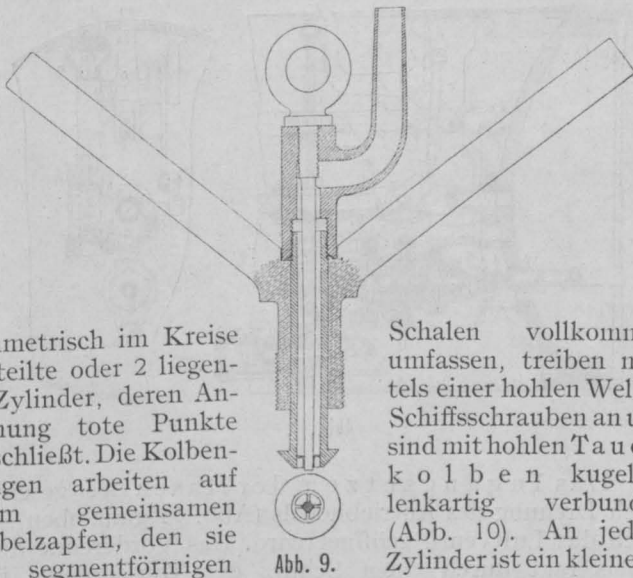 metrisch im Kreise
teilte oder 2 liegen-
Zylinder, deren An-
nung tote Punkte
schließt. Die Kolben-
gen arbeiten auf
m gemeinsamen
belzapfen, den sie
segmentförmigen
Abb. 9.
Schalen vollkomm
umfassen, treiben m
tels einer hohlen Wel
Schiffsschrauben an u
sind mit hohlen Tauc
kolben kugel
lenkartig verbund
(Abb. 10). An jed
Zylinder ist ein kleine